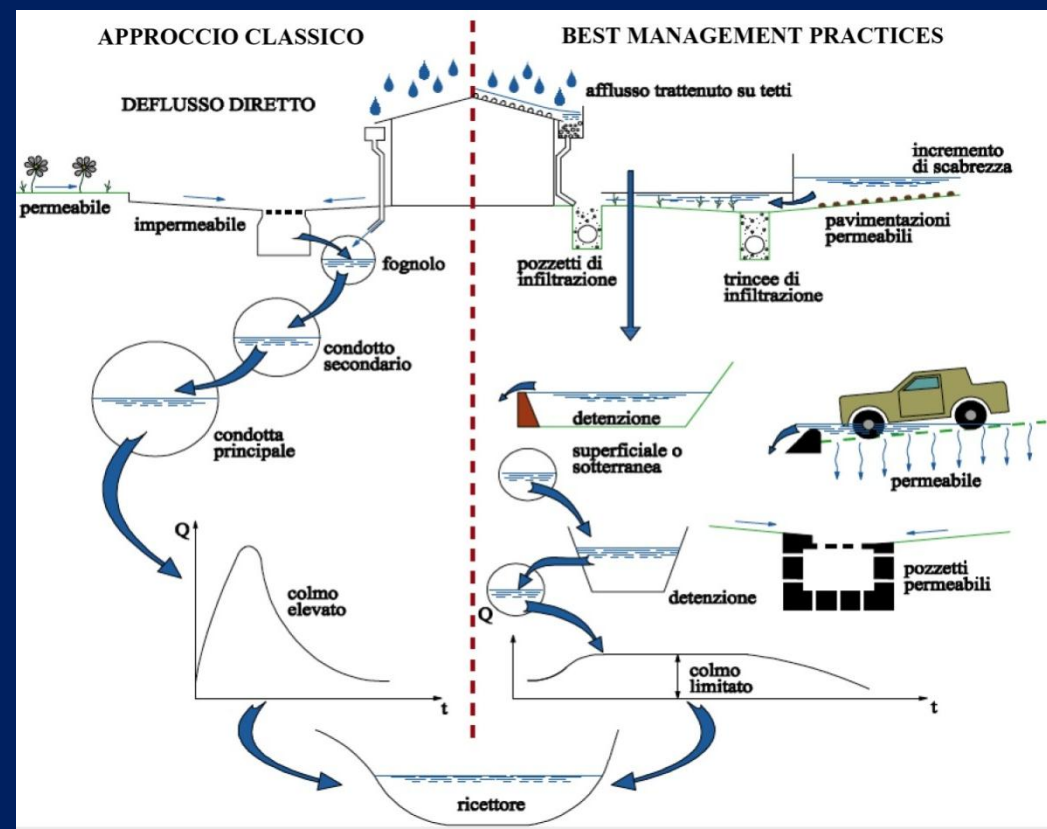 APPROCCIO CLASSICO
DEFLUSSO DIRETTO
permeabile
impermeabile
fognolo
condotto
secondario
condotta
principale
Q
colmo
elevato
t
BEST MANAGEMENT PRACTICES
afflusso trattenuto su tetti
incremento
di scabrezza
pavimentazioni
permeabili
pozzetti di
infiltrazione
trincee di
infiltrazione
detenzione
superficiale o
sotterranea
permeabile
detenzione
pozzetti
permeabili
Q
colmo
limitato
t
ricettore